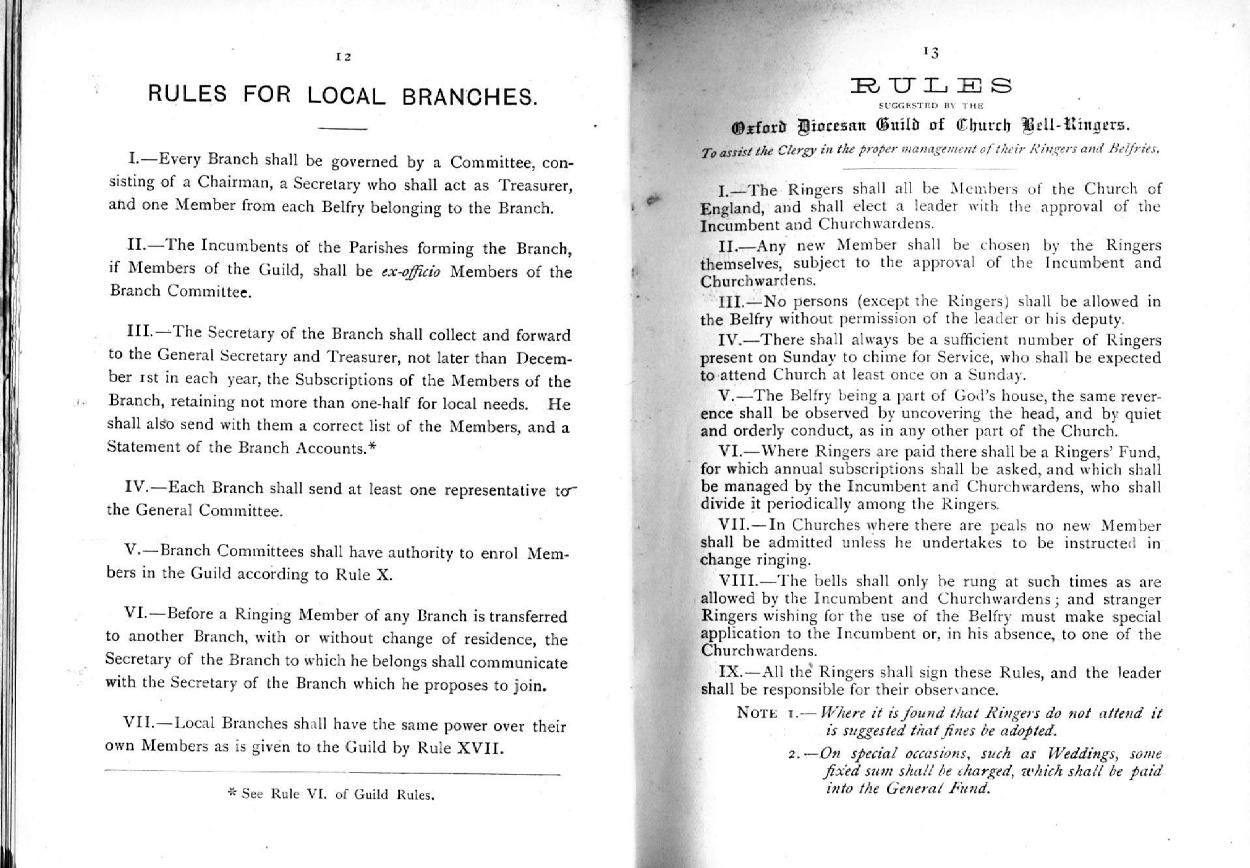 12
RULES FOR LOCAL BRANCHES.
I.—Every Branch shall be governed by a Committee, con-
sisting of a Chairman, a Secretary who shall act as Treasurer,
and one Member from each Belfry belonging to the Branch.
II.—The Incumbents of the Parishes forming the Branch,
if Members of the Guild, shall be ex-officio Members of the
Branch Committee.
III.—The Secretary of the Branch shall collect and forward
to the General Secretary and Treasurer, not later than Decem-
ber 1st in each year, the Subscriptions of the Members of the
Branch, retaining not more than one-half for local needs. He
shall also send with them a correct list of the Members, and a
Statement of the Branch Accounts.*
IV.—Each Branch shall send at least one representative to
the General Committee.
V.—Branch Committees shall have authority to enrol Mem-
bers in the Guild according to Rule X.
VI.—Before a Ringing Member of any Branch is transferred
to another Branch, with or without change of residence, the
Secretary of the Branch to which he belongs shall communicate
with the Secretary of the Branch which he proposes to join.
VII.—Local Branches shall have the same power over their
own Members as is given to the Guild by Rule XVII.
* See Rule VI. of Guild Rules.
13
RULES
SUGGESTED BY THE
Oxford Diocesan Guild of Church Bell-Ringers.
To assist the Clergy in the proper management of their Ringers and Belfries.
I.—The Ringers shall all be Members of the Church of
England, and shall elect a leader with the approval of the
Incumbent and Churchwardens.
II.—Any new Member shall be chosen by the Ringers
themselves, subject to the approval of the Incumbent and
Churchwardens.
III.—No persons (except the Ringers) shall be allowed in
the Belfry without permission of the leader or his deputy.
IV.—There shall always be a sufficient number of Ringers
present on Sunday to chime for Service, who shall be expected
to attend Church at least once on a Sunday.
V.—The Belfry being a part of God's house, the same rever-
ence shall be observed by uncovering the head, and by quiet
and orderly conduct, as in any other part of the Church.
VI.—Where Ringers are paid there shall be a Ringers' Fund,
for which annual subscriptions shall be asked, and which shall
be managed by the Incumbent and Churchwardens, who shall
divide it periodically among the Ringers.
VII.—In Churches where there are peals no new Member
shall be admitted unless he undertakes to be instructed in
change ringing.
VIII.—The bells shall only be rung at such times as are
allowed by the Incumbent and Churchwardens; and stranger
Ringers wishing for the use of the Belfry must make special
application to the Incumbent or, in his absence, to one of the
Churchwardens.
IX.—All the Ringers shall sign these Rules, and the leader
shall be responsible for their observance.
NOTE 1.—Where it is found that Ringers do not attend it
is suggested that fines be adopted.
2.—On special occasions, such as Weddings, some
fixed sum shall be charged, which shall be paid
into the General Fund.